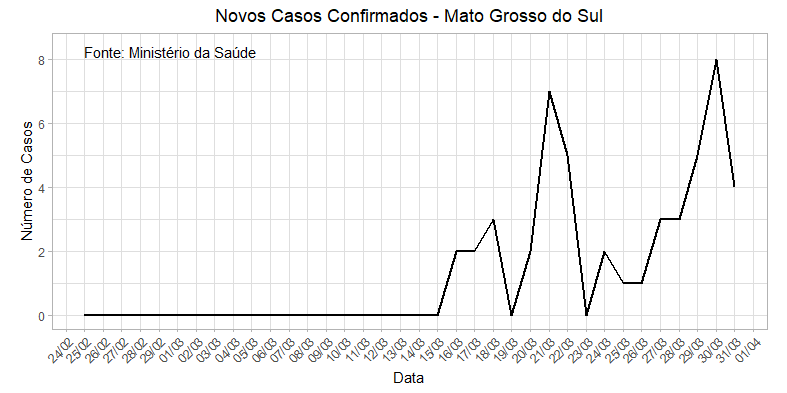 Novos Casos Confirmados - Mato Grosso do Sul
Fonte: Ministério da Saúde
Número de Casos
8
6
4
2
0
24/02 25/02 26/02 27/02 28/02 29/02 01/03 02/03 03/03 04/03 05/03 06/03 07/03 08/03 09/03 10/03 11/03 12/03 13/03 14/03 15/03 16/03 17/03 18/03 19/03 20/03 21/03 22/03 23/03 24/03 25/03 26/03 27/03 28/03 29/03 30/03 31/03 01/04
Data